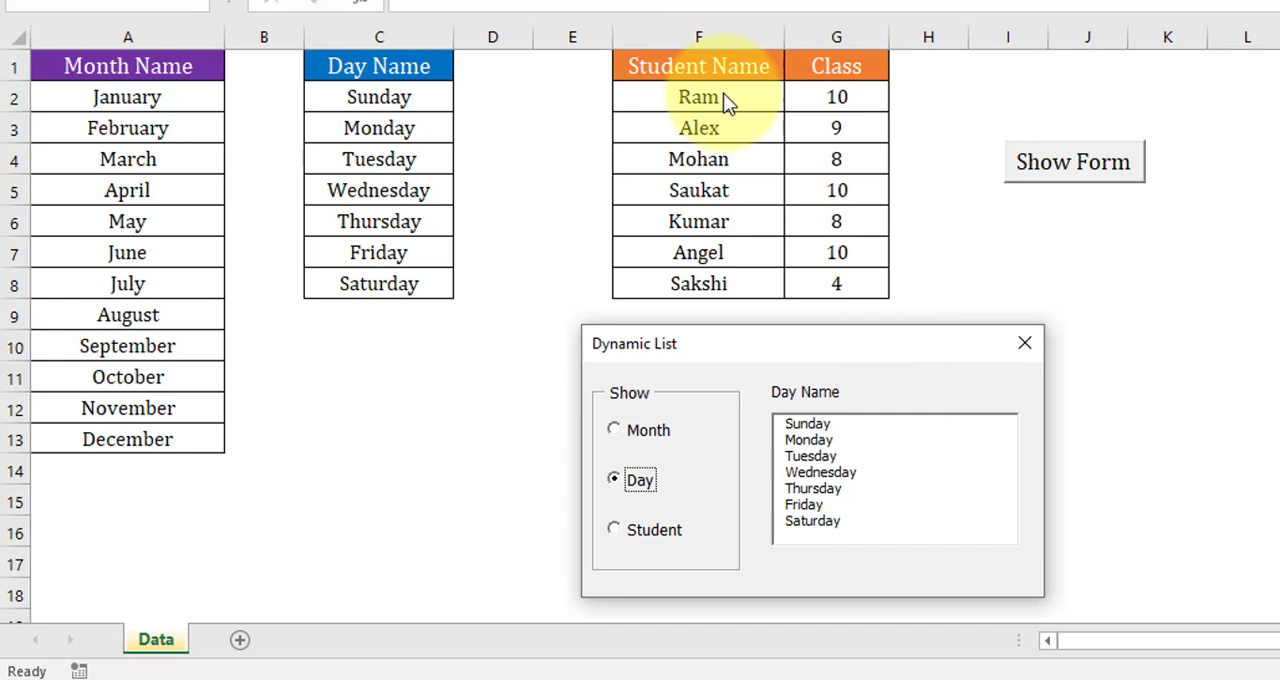 A B C D E F G H I J K L
1 Month Name Day Name Student Name Class
2 January Sunday Ram 10
3 February Monday Alex 9
4 March Tuesday Mohan 8
5 April Wednesday Saukat 10
6 May Thursday Kumar 8
7 June Friday Angel 10
8 July Saturday Sakshi 4
9 August
10 September
11 October
12 November
13 December
14
15
16
17
18
Show Form
Dynamic List
Show
Month
Day
Student
Day Name
Sunday
Monday
Tuesday
Wednesday
Thursday
Friday
Saturday
Data
Ready